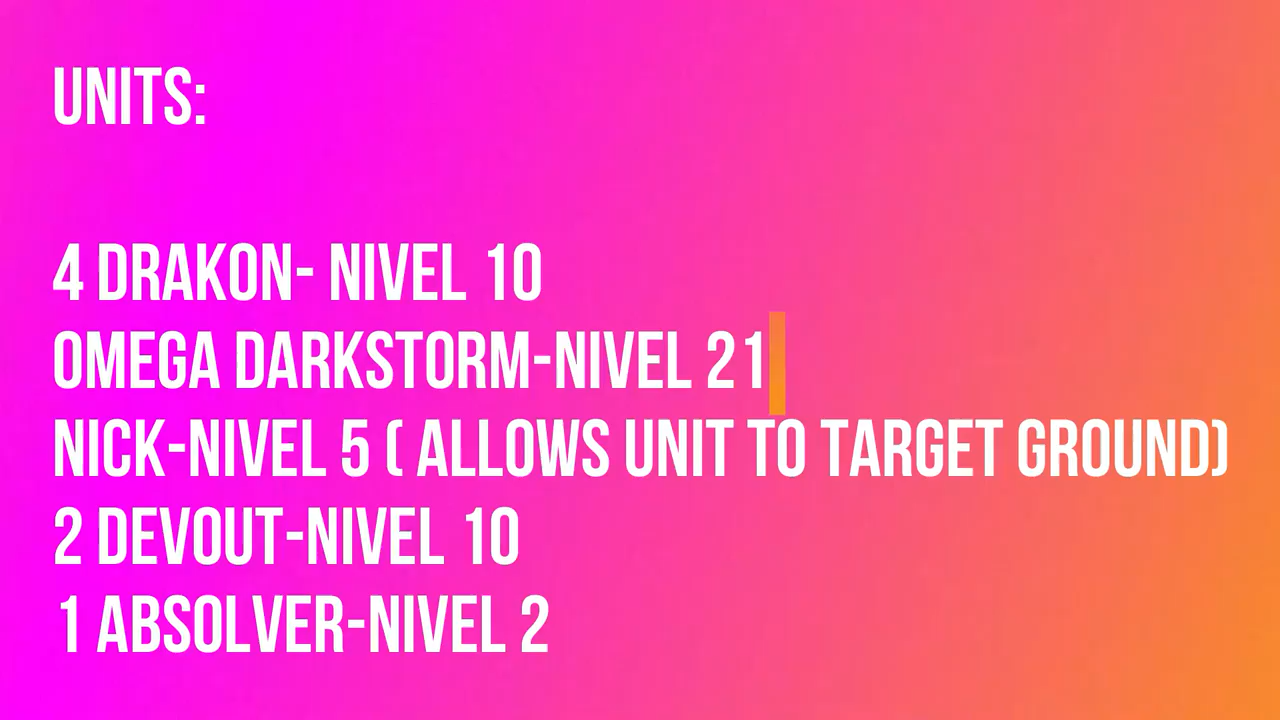 UNITS:
4 DRAKON- NIVEL 10
OMEGA DARKSTORM-NIVEL 21
NICK-NIVEL 5 ( ALLOWS UNIT TO TARGET GROUND)
2 DEVOUT-NIVEL 10
1 ABSOLVER-NIVEL 2